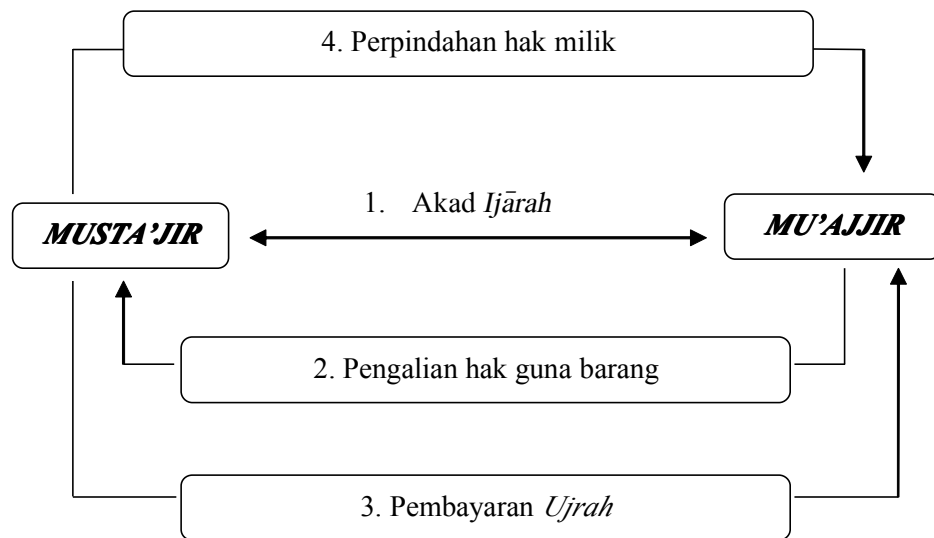 4. Perpindahan hak milik
1. Akad Ijārah
MUSTA’JIR
MU’AJJIR
2. Pengalian hak guna barang
3. Pembayaran Ujrah